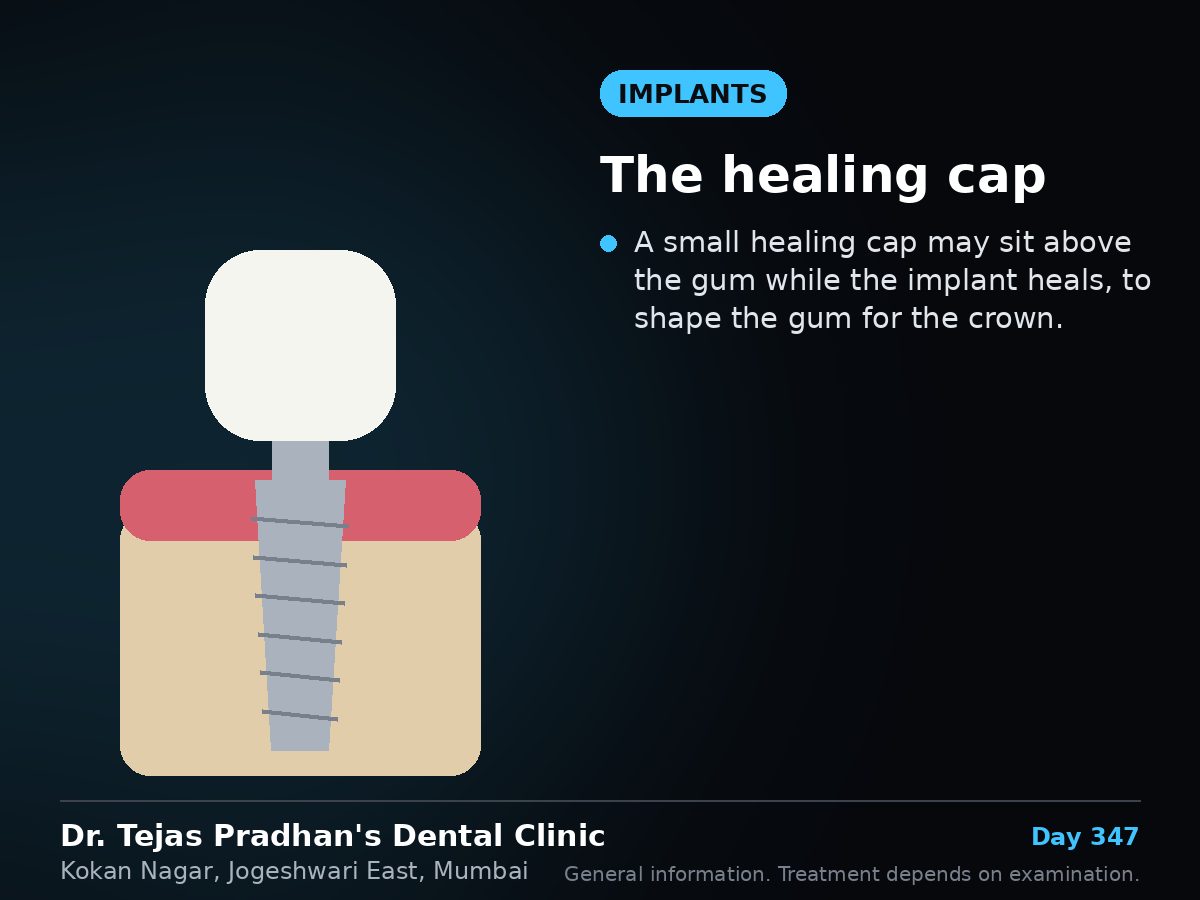 IMPLANTS
The healing cap
A small healing cap may sit above
the gum while the implant heals, to
shape the gum for the crown.
Dr. Tejas Pradhan's Dental Clinic
Day 347
Kokan Nagar, Jogeshwari East, Mumbai
General information. Treatment depends on examination.